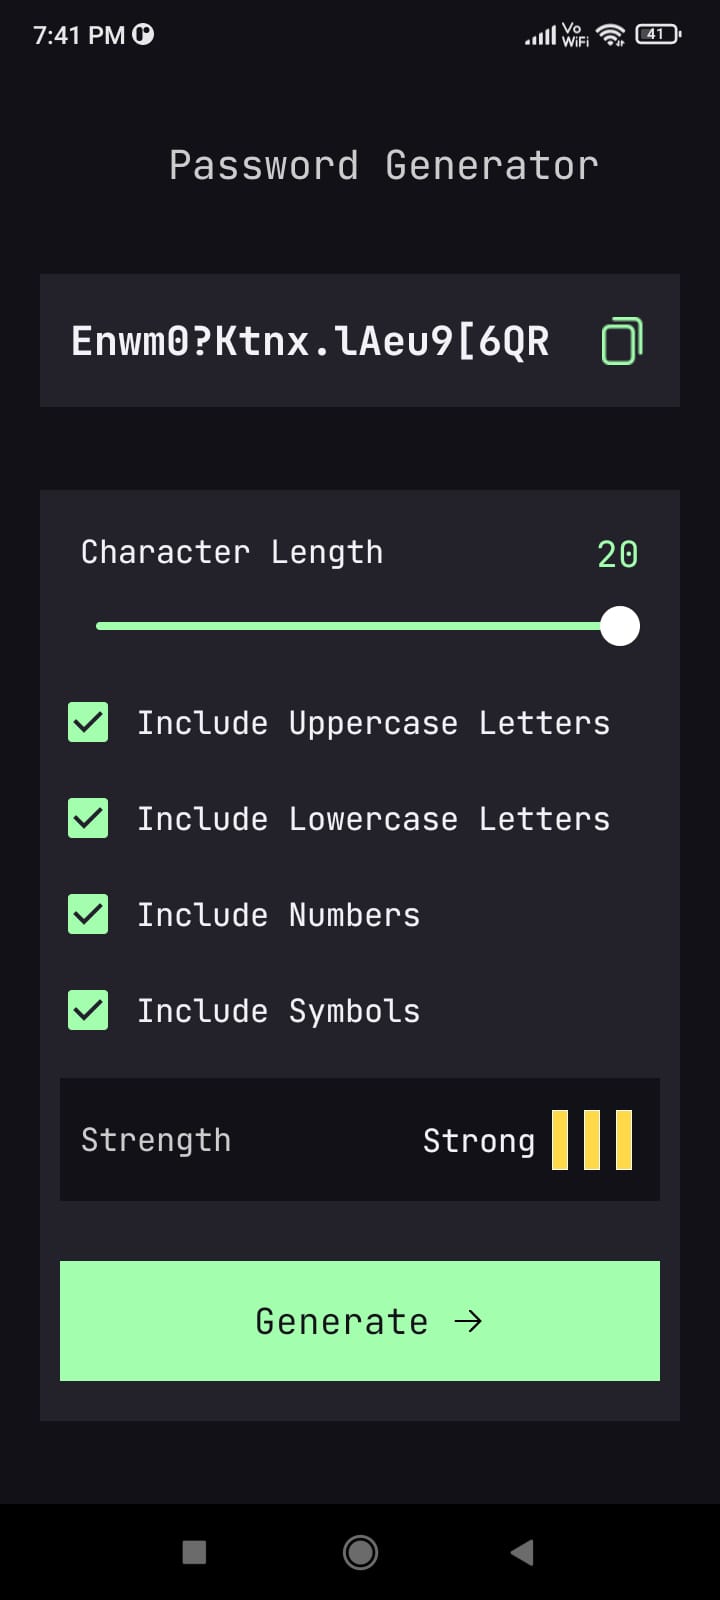 7:41 PM
Vo
WiFi
41
Password Generator
Enwm0?Ktnx.lAeu9[6QR
Character Length
20
Include Uppercase Letters
Include Lowercase Letters
Include Numbers
Include Symbols
Strength
Strong
Generate →